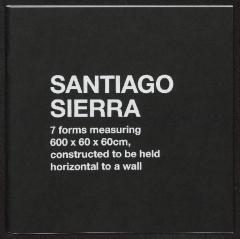 SANTIAGO
SIERRA
7 forms measuring
600 x 60 x 60cm,
constructed to be held
horizontal to a wall